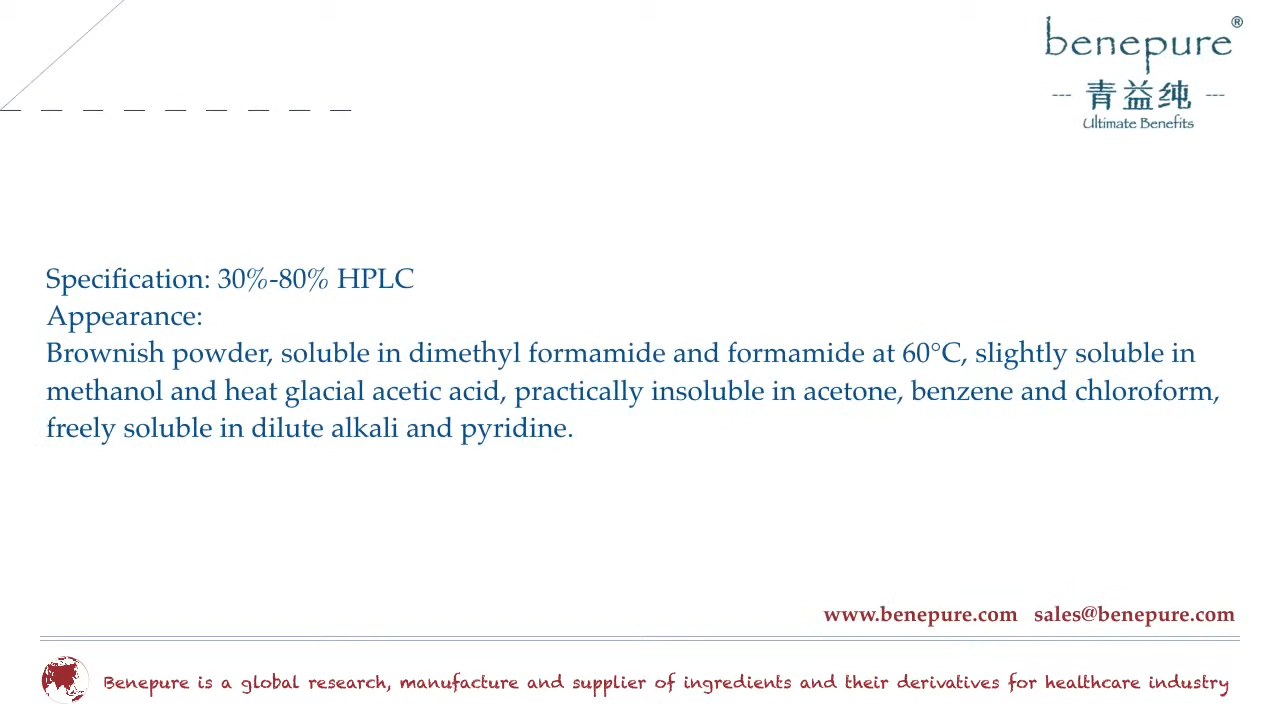 benepure®
--- 青益纯 ---
Ultimate Benefits
Specification: 30%-80% HPLC
Appearance:
Brownish powder, soluble in dimethyl formamide and formamide at 60°C, slightly soluble in
methanol and heat glacial acetic acid, practically insoluble in acetone, benzene and chloroform,
freely soluble in dilute alkali and pyridine.
www.benepure.com sales@benepure.com
Benepure is a global research, manufacture and supplier of ingredients and their derivatives for healthcare industry